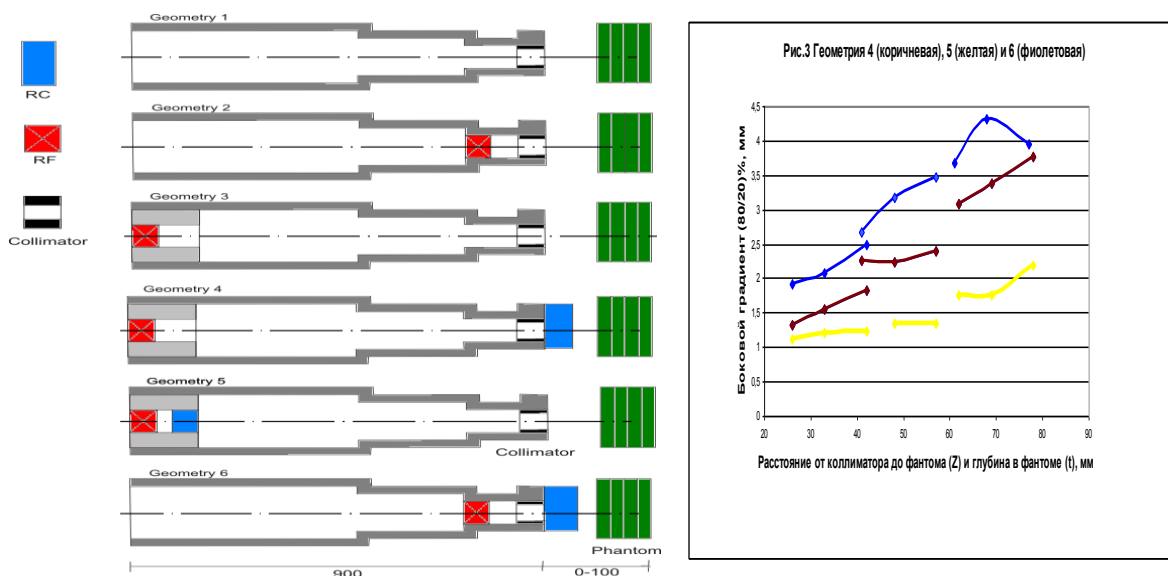 Geometry 1
RC
Geometry 2
RF
Geometry 3
Collimator
Geometry 4
Geometry 5
Collimator
Geometry 6
Phantom
900
0-100
Рис.3 Геометрия 4 (коричневая), 5 (желтая) и 6 (фиолетовая)
Боковой градиент (80/20)%, мм
4,5
4
3,5
3
2,5
2
1,5
1
0,5
0
20 30 40 50 60 70 80 90
Расстояние от коллиматора до фантома (Z) и глубина в фантоме (t), мм